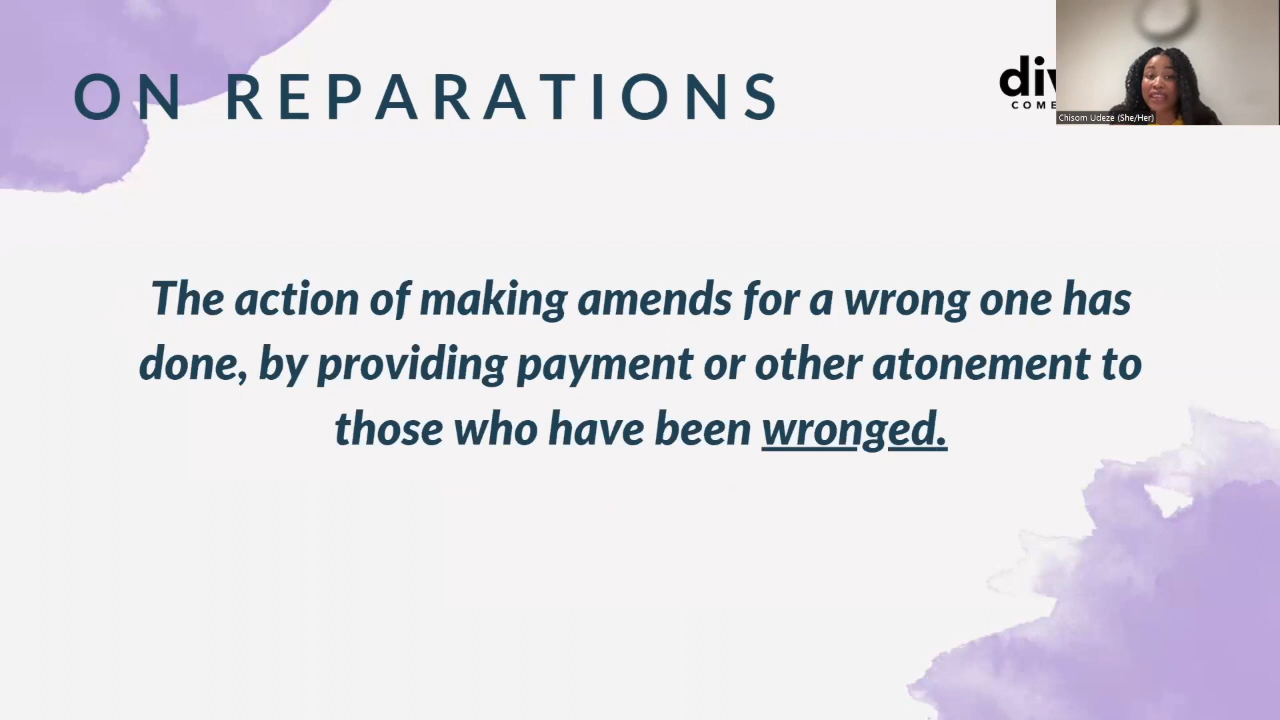 ON REPARATIONS
Chisom Udeze (She/Her)
The action of making amends for a wrong one has
done, by providing payment or other atonement to
those who have been wronged.